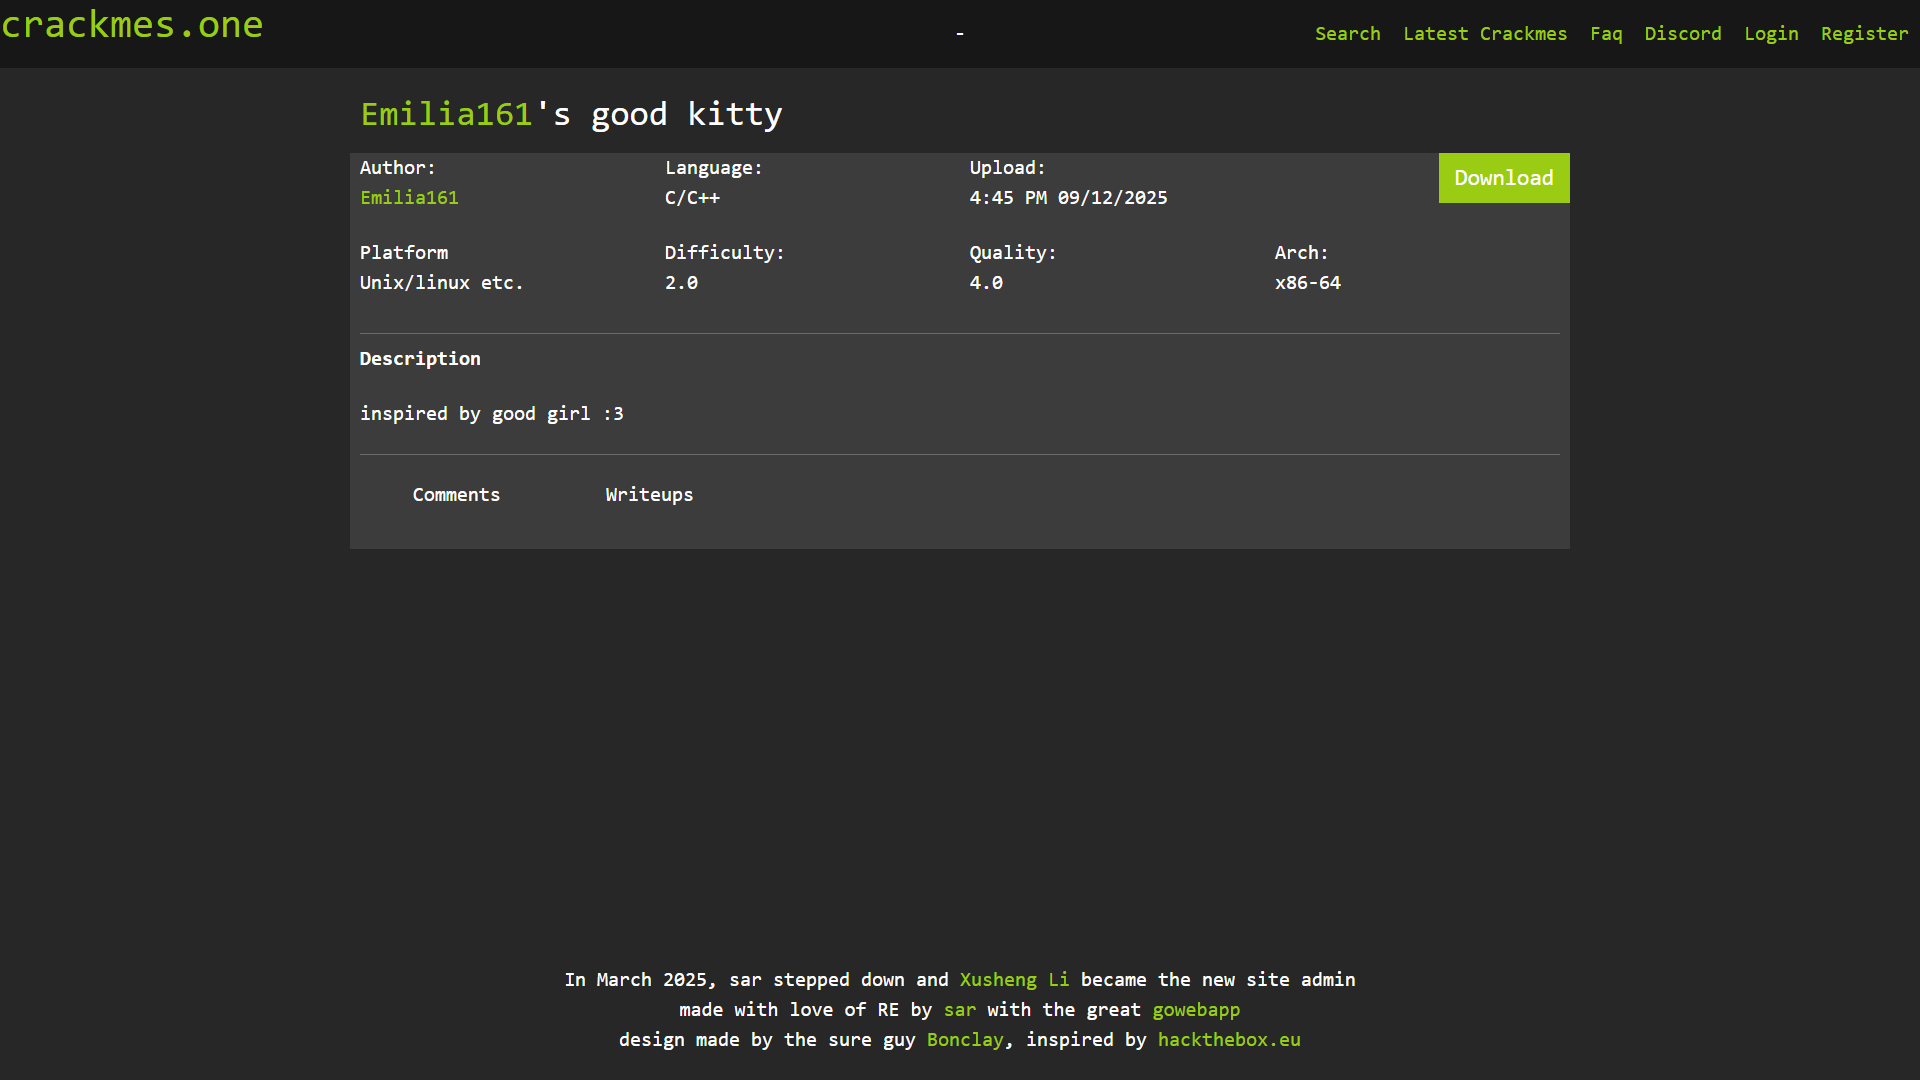 crackmes.one
-
Search Latest Crackmes Faq Discord Login Register
Emilia161's good kitty
Author:
Emilia161
Language:
C/C++
Upload:
4:45 PM 09/12/2025
Download
Platform
Unix/linux etc.
Difficulty:
2.0
Quality:
4.0
Arch:
x86-64
Description
inspired by good girl :3
Comments Writeups
In March 2025, sar stepped down and Xusheng Li became the new site admin
made with love of RE by sar with the great gowebapp
design made by the sure guy Bonclay, inspired by hackthebox.eu